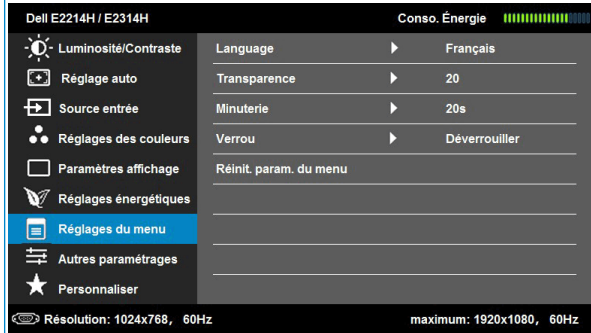 Dell E2214H / E2314H Conso. Énergie
Luminosité/Contraste Language Français
Réglage auto Transparence 20
Source entrée Minuterie 20s
Réglages des couleurs Verrou Déverrouiller
Paramètres affichage Réinit. param. du menu
Réglages énergétiques
Réglages du menu
Autres paramétrages
Personnaliser
Résolution: 1024x768, 60Hz maximum: 1920x1080, 60Hz